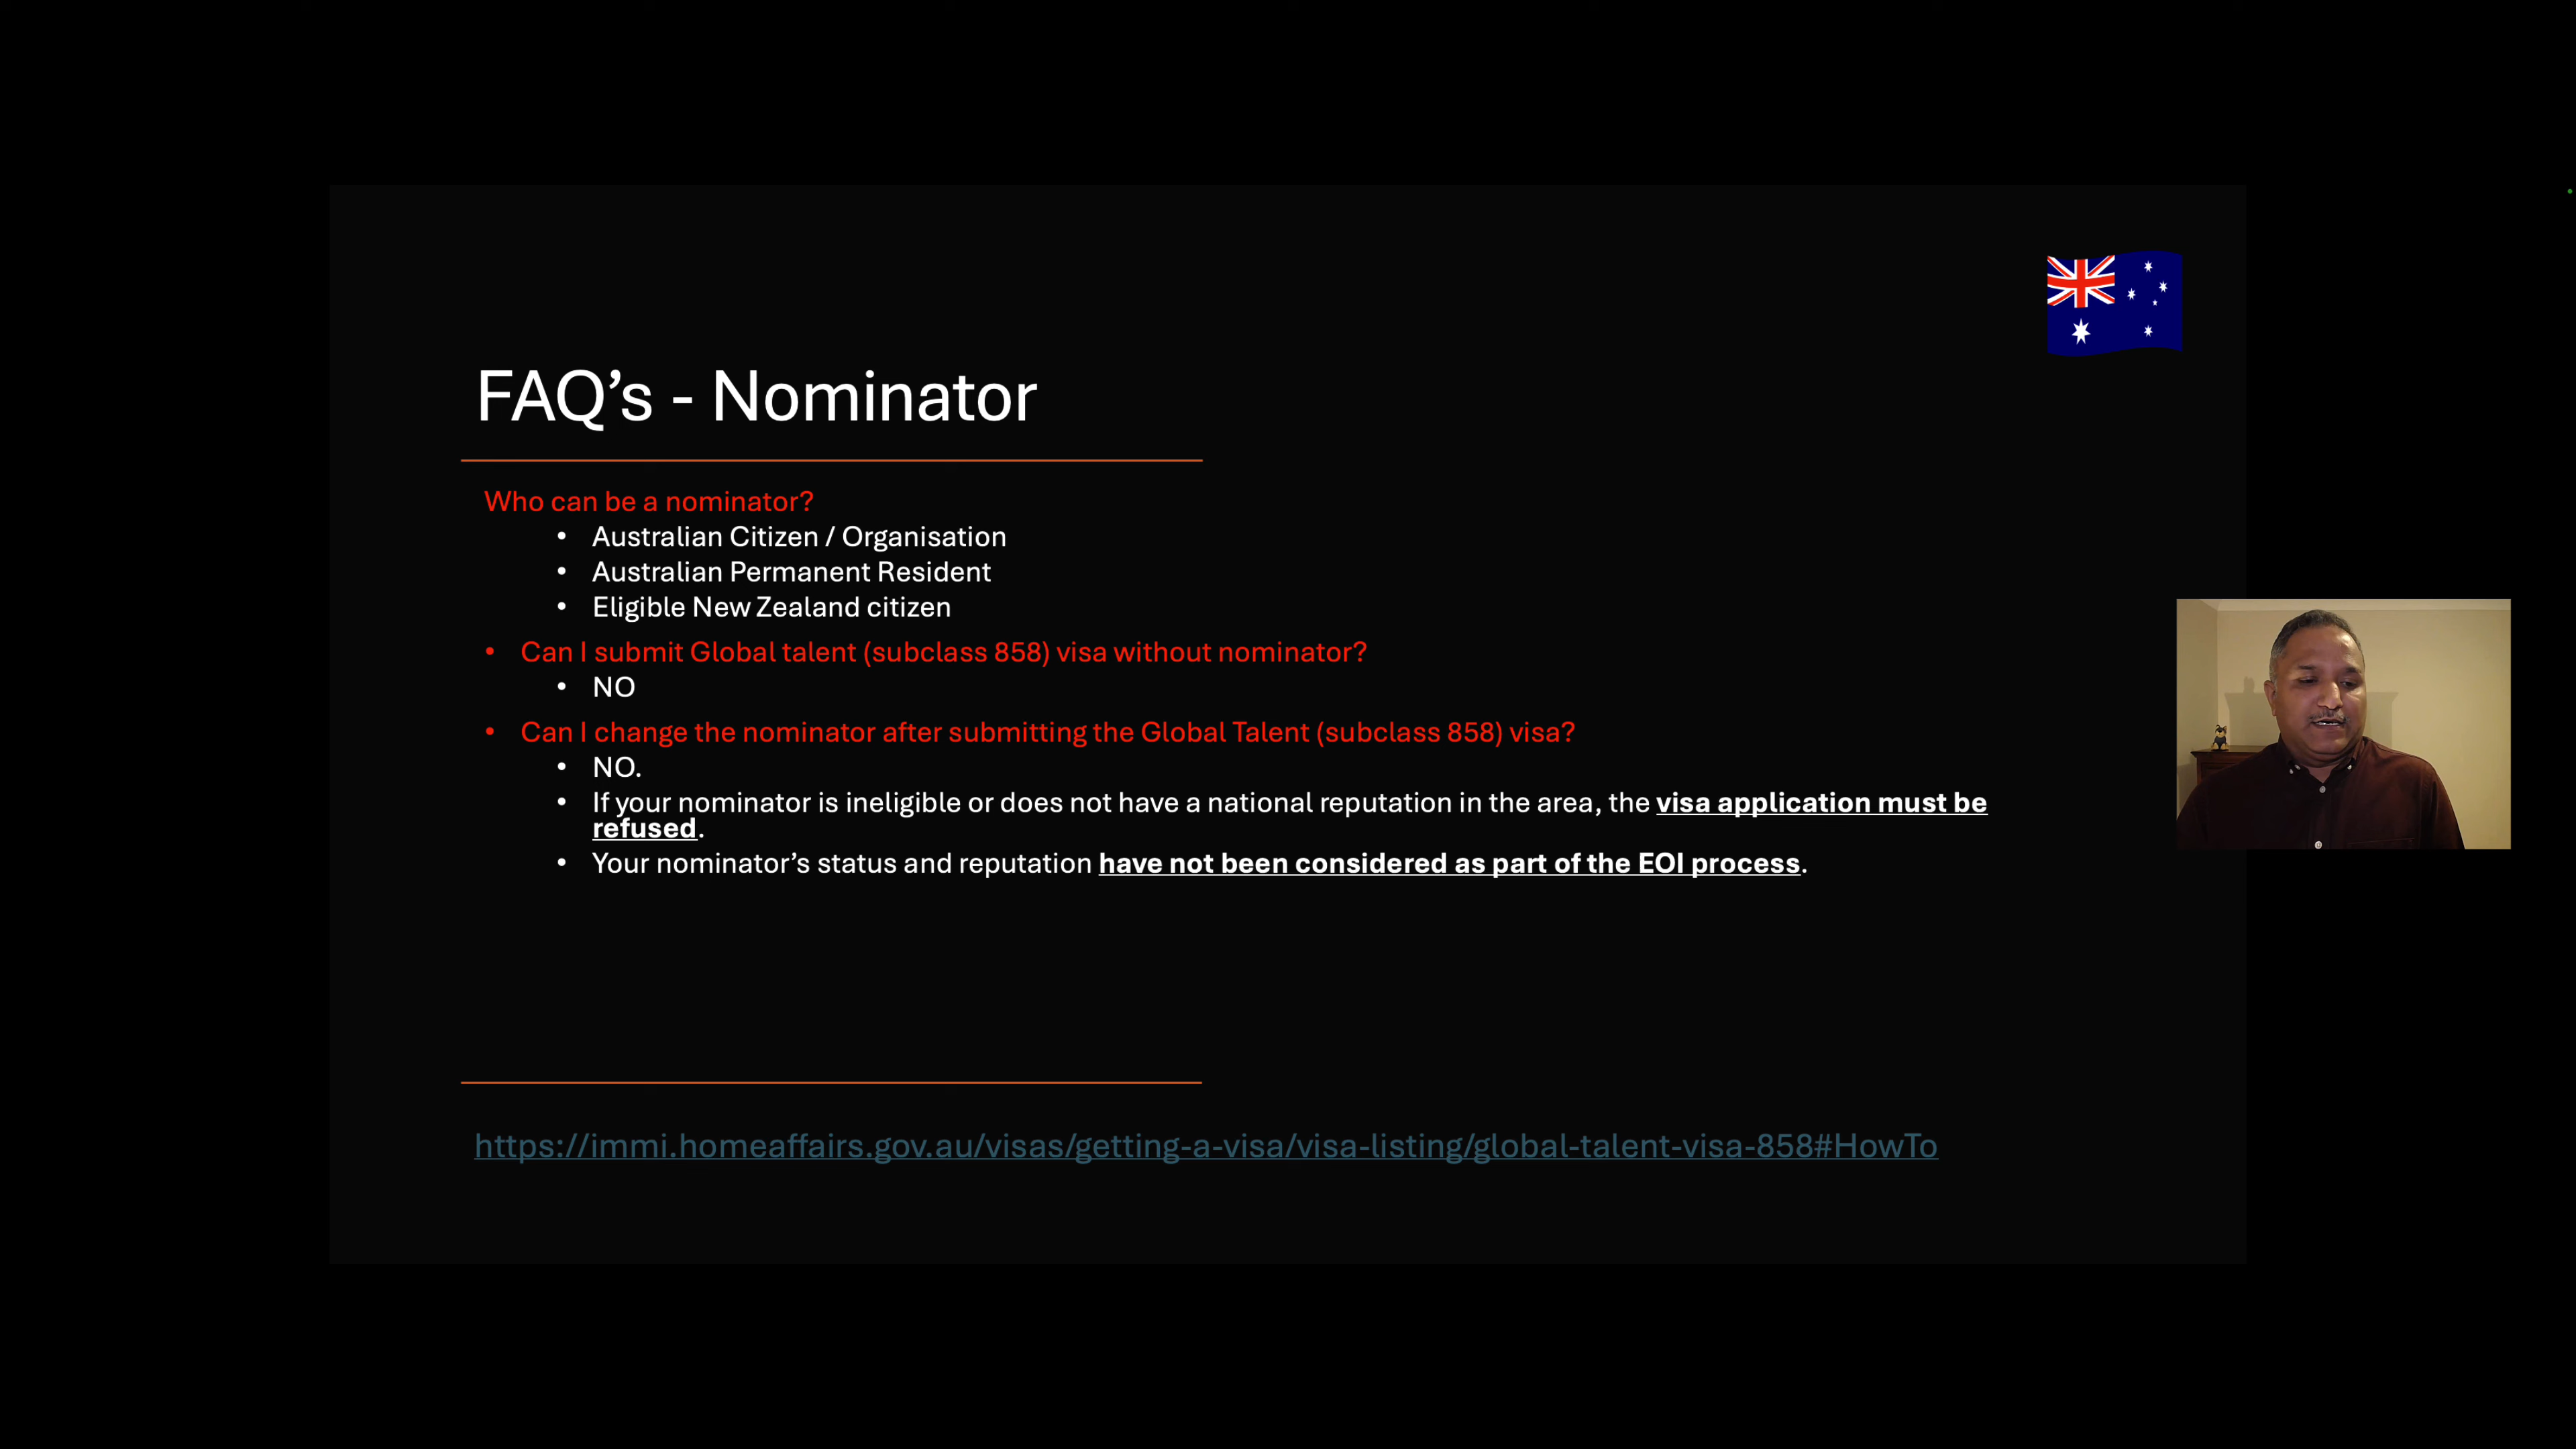 FAQ’s - Nominator
Who can be a nominator?
• Australian Citizen / Organisation
• Australian Permanent Resident
• Eligible New Zealand citizen
• Can I submit Global talent (subclass 858) visa without nominator?
• NO
• Can I change the nominator after submitting the Global Talent (subclass 858) visa?
• NO.
• If your nominator is ineligible or does not have a national reputation in the area, the visa application must be
refused.
• Your nominator’s status and reputation have not been considered as part of the EOI process.
https://immi.homeaffairs.gov.au/visas/getting-a-visa/visa-listing/global-talent-visa-858#HowTo